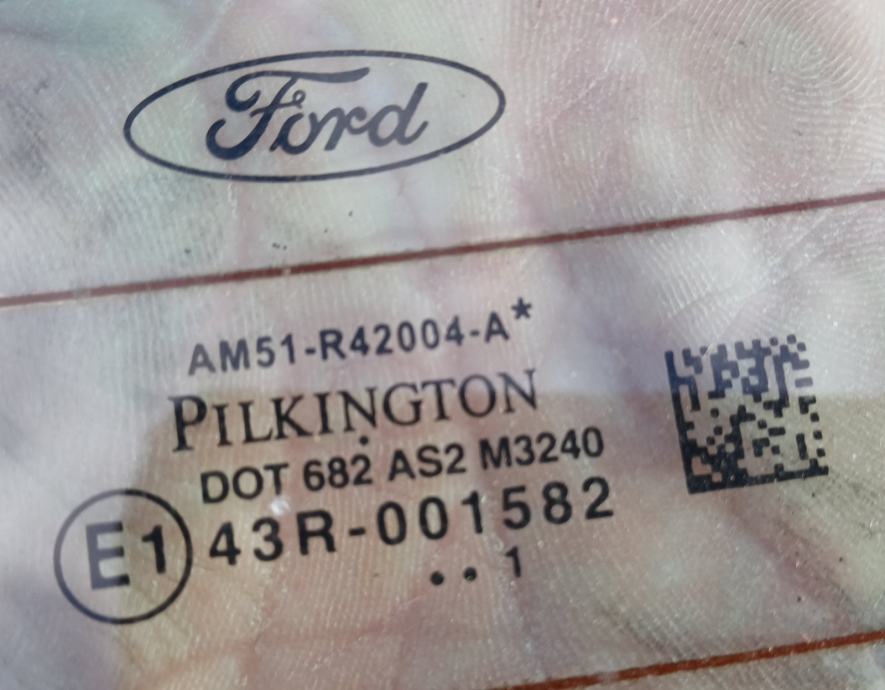 Ford
AM51-R42004-A*
PILKINGTON
DOT 682 AS2 M3240
E1 43R-001582
.. 1